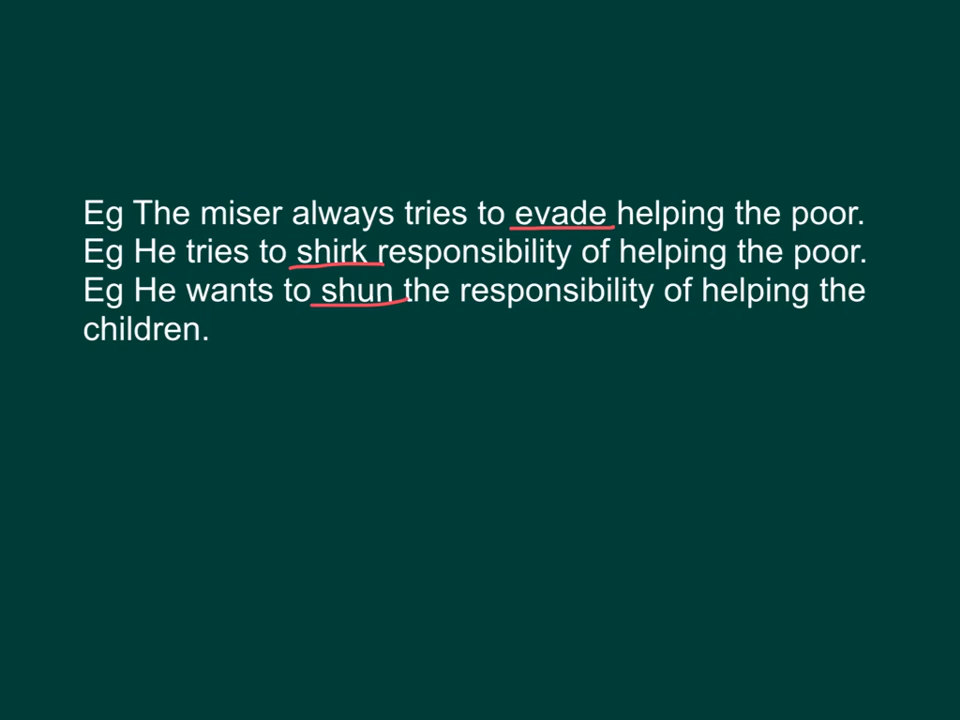 Eg The miser always tries to evade helping the poor.
Eg He tries to shirk responsibility of helping the poor.
Eg He wants to shun the responsibility of helping the
children.